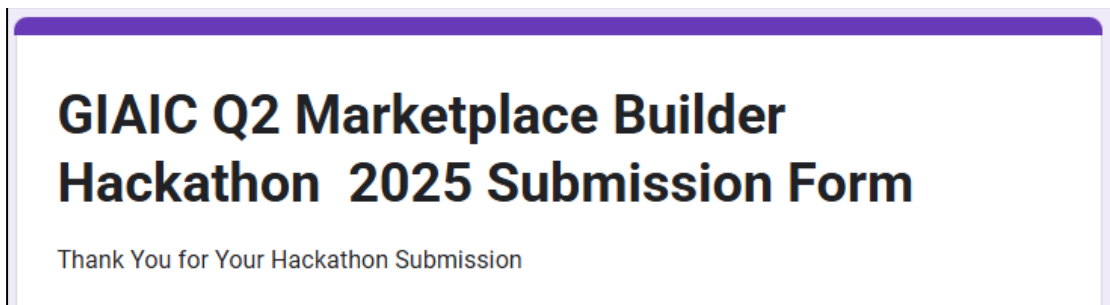 GIAIC Q2 Marketplace Builder
Hackathon  2025 Submission Form
Thank You for Your Hackathon Submission